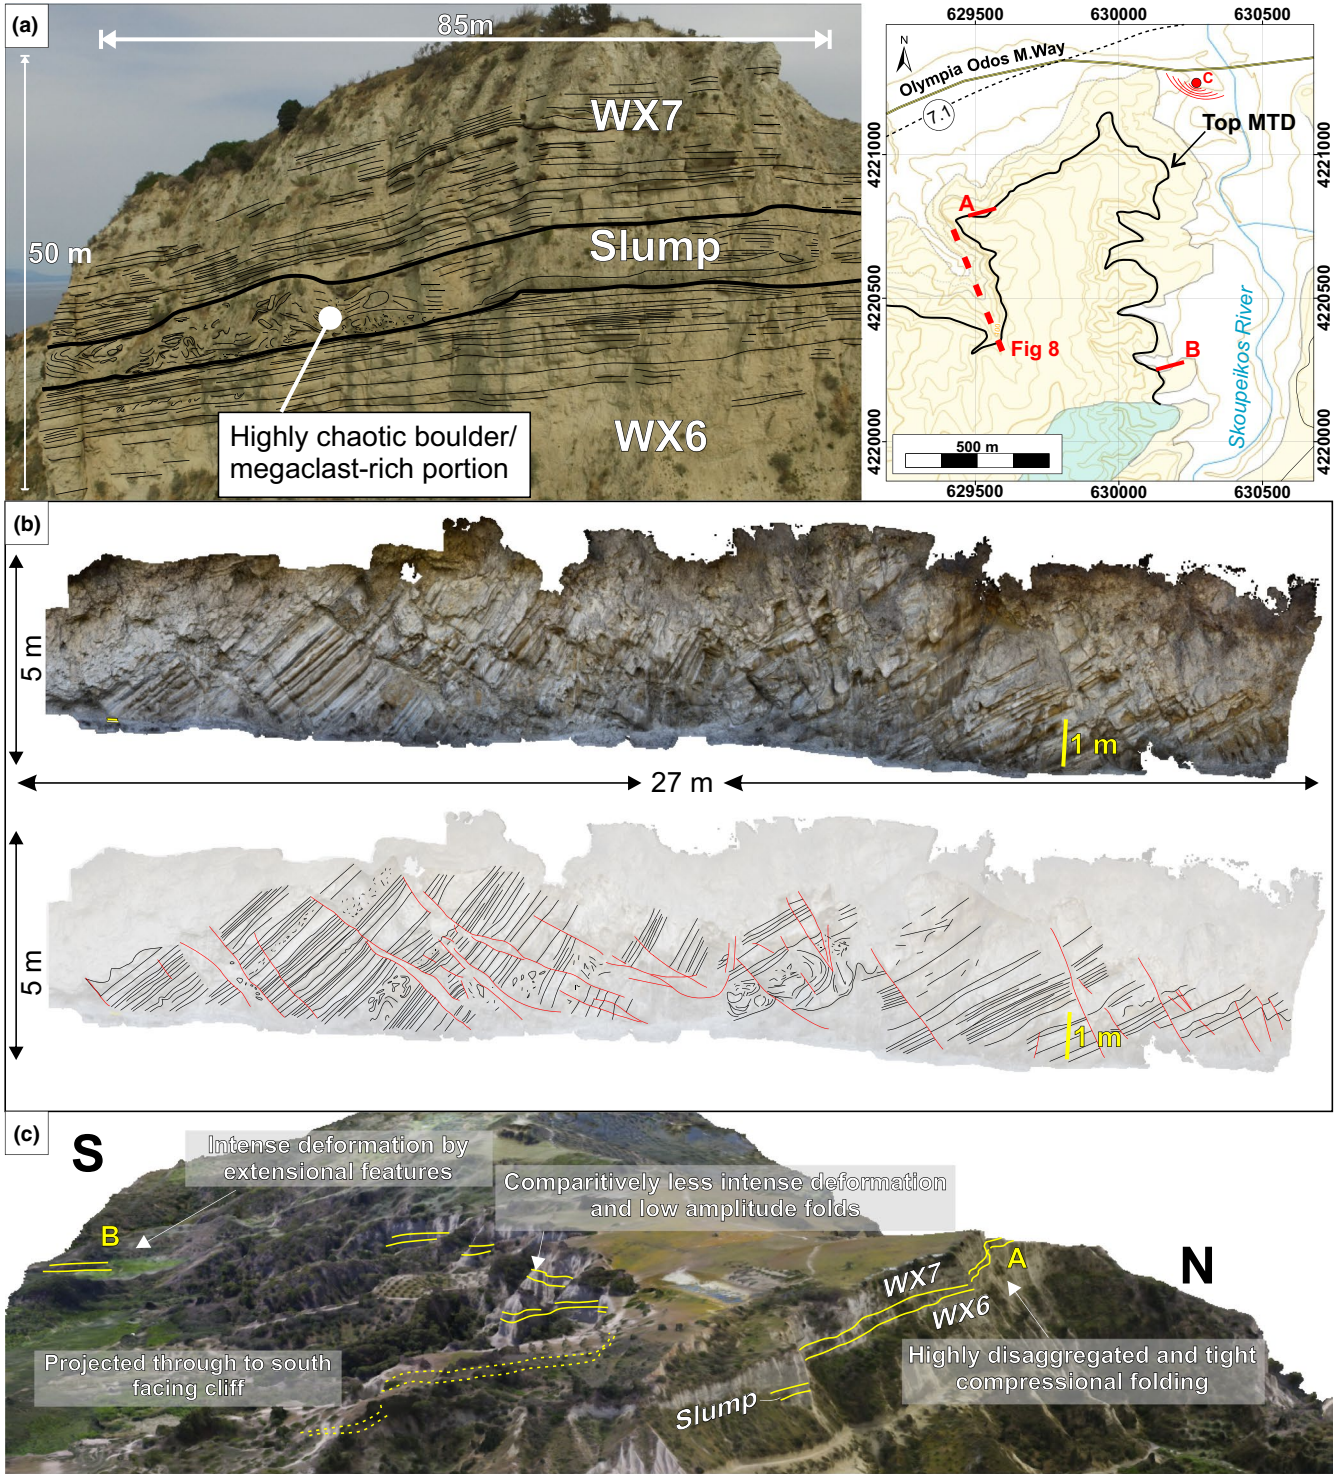 (a)
85m
50 m
WX7
Slump
WX6
Highly chaotic boulder/
megaclast-rich portion
629500
630000
630500
N
Olympia Odos M.Way
7.1
C
Top MTD
A
Fig 8
B
Skoupeikos River
500 m
4221000
4220500
4220000
4221000
4220500
4220000
629500
630000
630500
(b)
5 m
1 m
27 m
5 m
1 m
(c)
S
Intense deformation by
extensional features
Comparitively less intense deformation
and low amplitude folds
B
A
N
WX7
WX6
Projected through to south
facing cliff
Slump
Highly disaggregated and tight
compressional folding